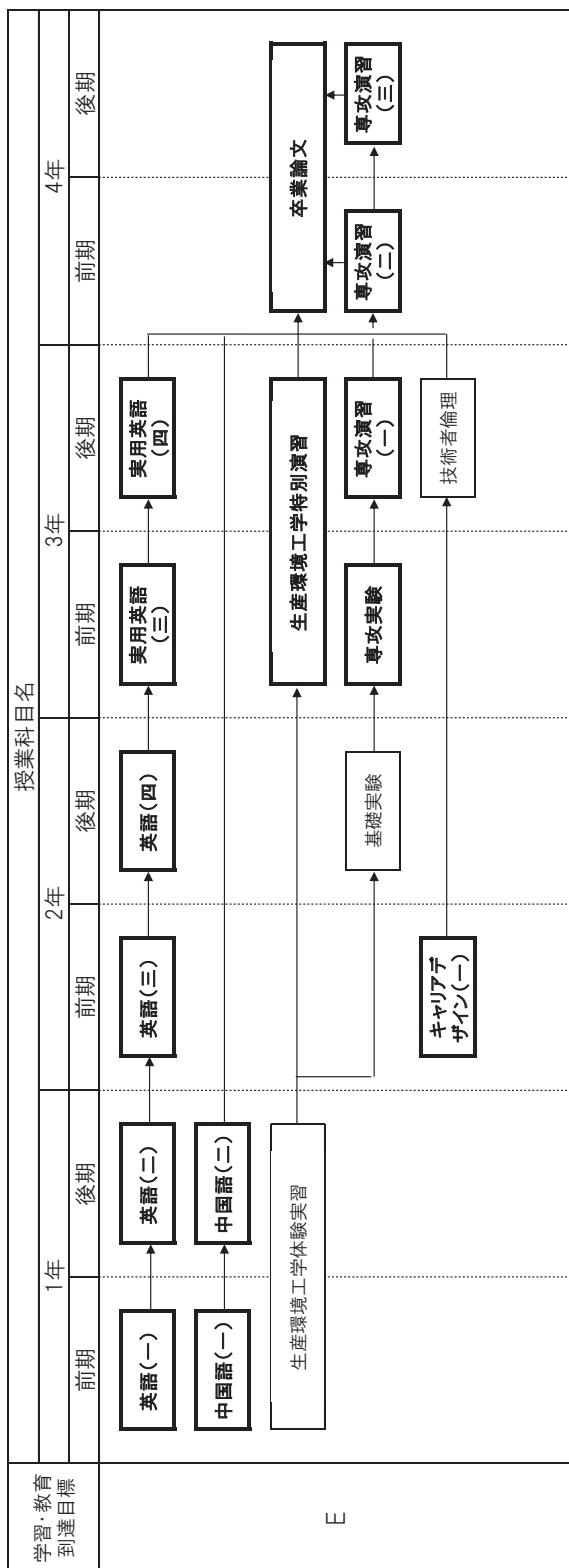 学習・教育
到達目標
授業科目名
1年
2年
3年
4年
前期
後期
前期
後期
前期
後期
前期
後期
E
英語(一)
英語(二)
英語(三)
英語(四)
実用英語
(三)
実用英語
(四)
中国語(一)
中国語(二)
生産環境工学体験実習
生産環境工学特別演習
卒業論文
基礎実験
専攻実験
専攻演習
(一)
専攻演習
(二)
専攻演習
(三)
キャリアデ
ザイン(一)
技術者倫理